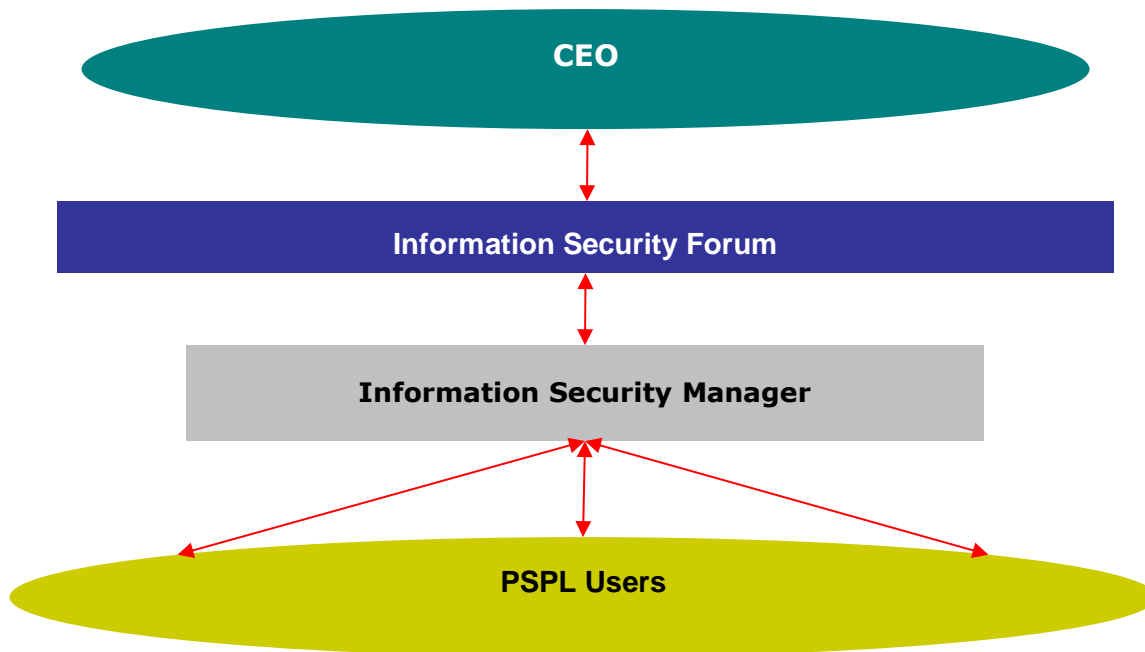 CEO
Information Security Forum
Information Security Manager
PSPL Users